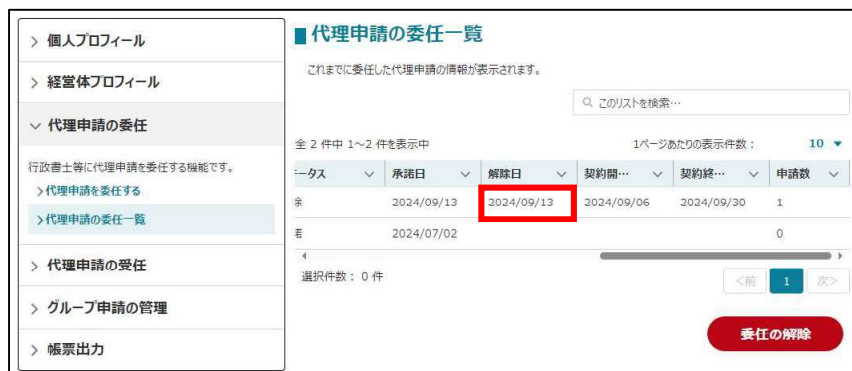 個人プロフィール
経営体プロフィール
代理申請の委任
行政書士等に代理申請を委任する機能です。
代理申請を委任する
代理申請の委任一覧
代理申請の受任
グループ申請の管理
帳票出力
代理申請の委任一覧
これまでに委任した代理申請の情報が表示されます。
このリストを検索…
全 2 件中 1~2 件を表示中 1ページあたりの表示件数: 10
ータス 承諾日 解除日 契約開… 契約終… 申請数
2024/09/13 2024/09/13 2024/09/06 2024/09/30 1
2024/07/02 0
選択件数: 0 件 <前 1 次>
委任の解除